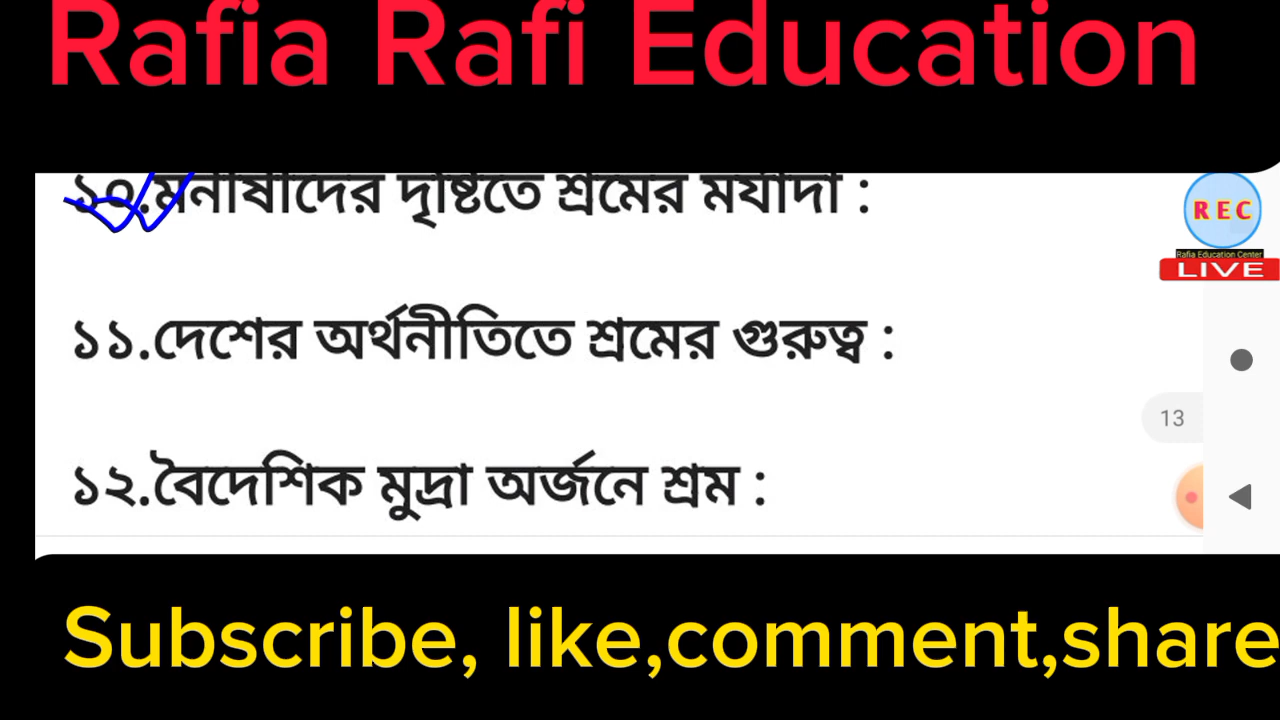 Rafia Rafi Education
১০.মনীষীদের দৃষ্টিতে শ্রমের মর্যাদা :
REC
Rafia Education Center
LIVE
১১.দেশের অর্থনীতিতে শ্রমের গুরুত্ব :
13
১২.বৈদেশিক মুদ্রা অর্জনে শ্রম :
Subscribe, like,comment,share